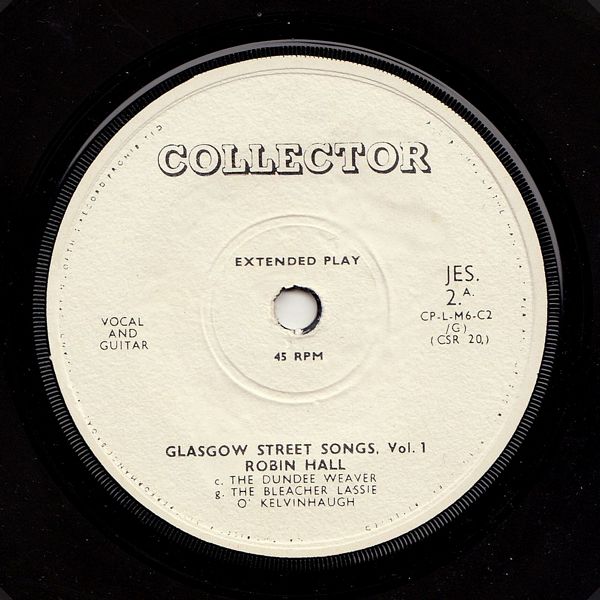 COLLECTOR
EXTENDED PLAY
JES.
2.A.
CP-L-M6-C2
/G)
(CSR 20,)
VOCAL
AND
GUITAR
45 RPM
GLASGOW STREET SONGS, Vol. 1
ROBIN HALL
c. THE DUNDEE WEAVER
g. THE BLEACHER LASSIE
O' KELVINHAUGH